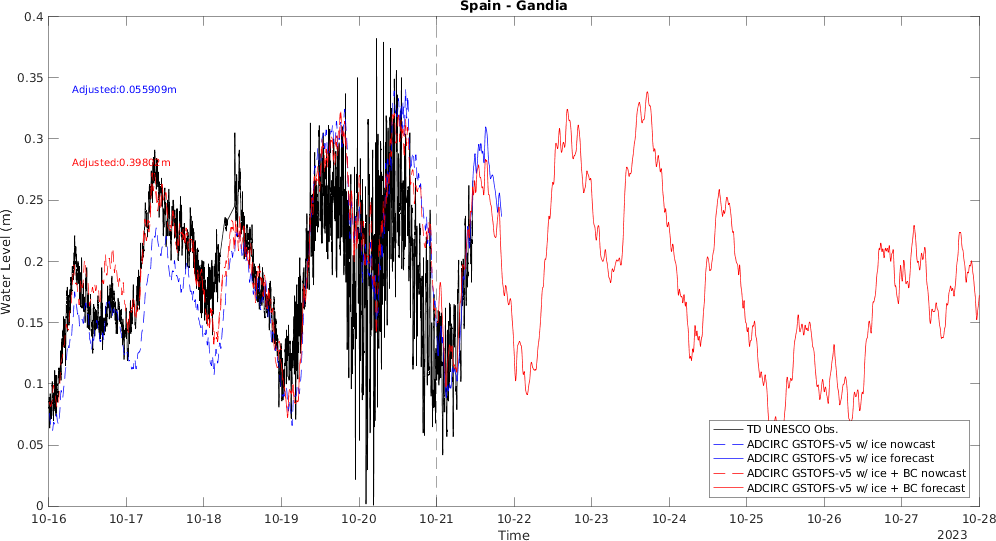 Spain - Gandia
0.4
0.35
0.3
0.25
0.2
0.15
0.1
0.05
0
Water Level (m)
Adjusted:0.055909m
TD UNESCO Obs.
ADCIRC GSTOFS-v5 w/ ice nowcast
ADCIRC GSTOFS-v5 w/ ice forecast
ADCIRC GSTOFS-v5 w/ ice + BC nowcast
ADCIRC GSTOFS-v5 w/ ice + BC forecast
10-16 10-17 10-18 10-19 10-20 10-21 10-22 10-23 10-24 10-25 10-26 10-27 10-28
Time
2023